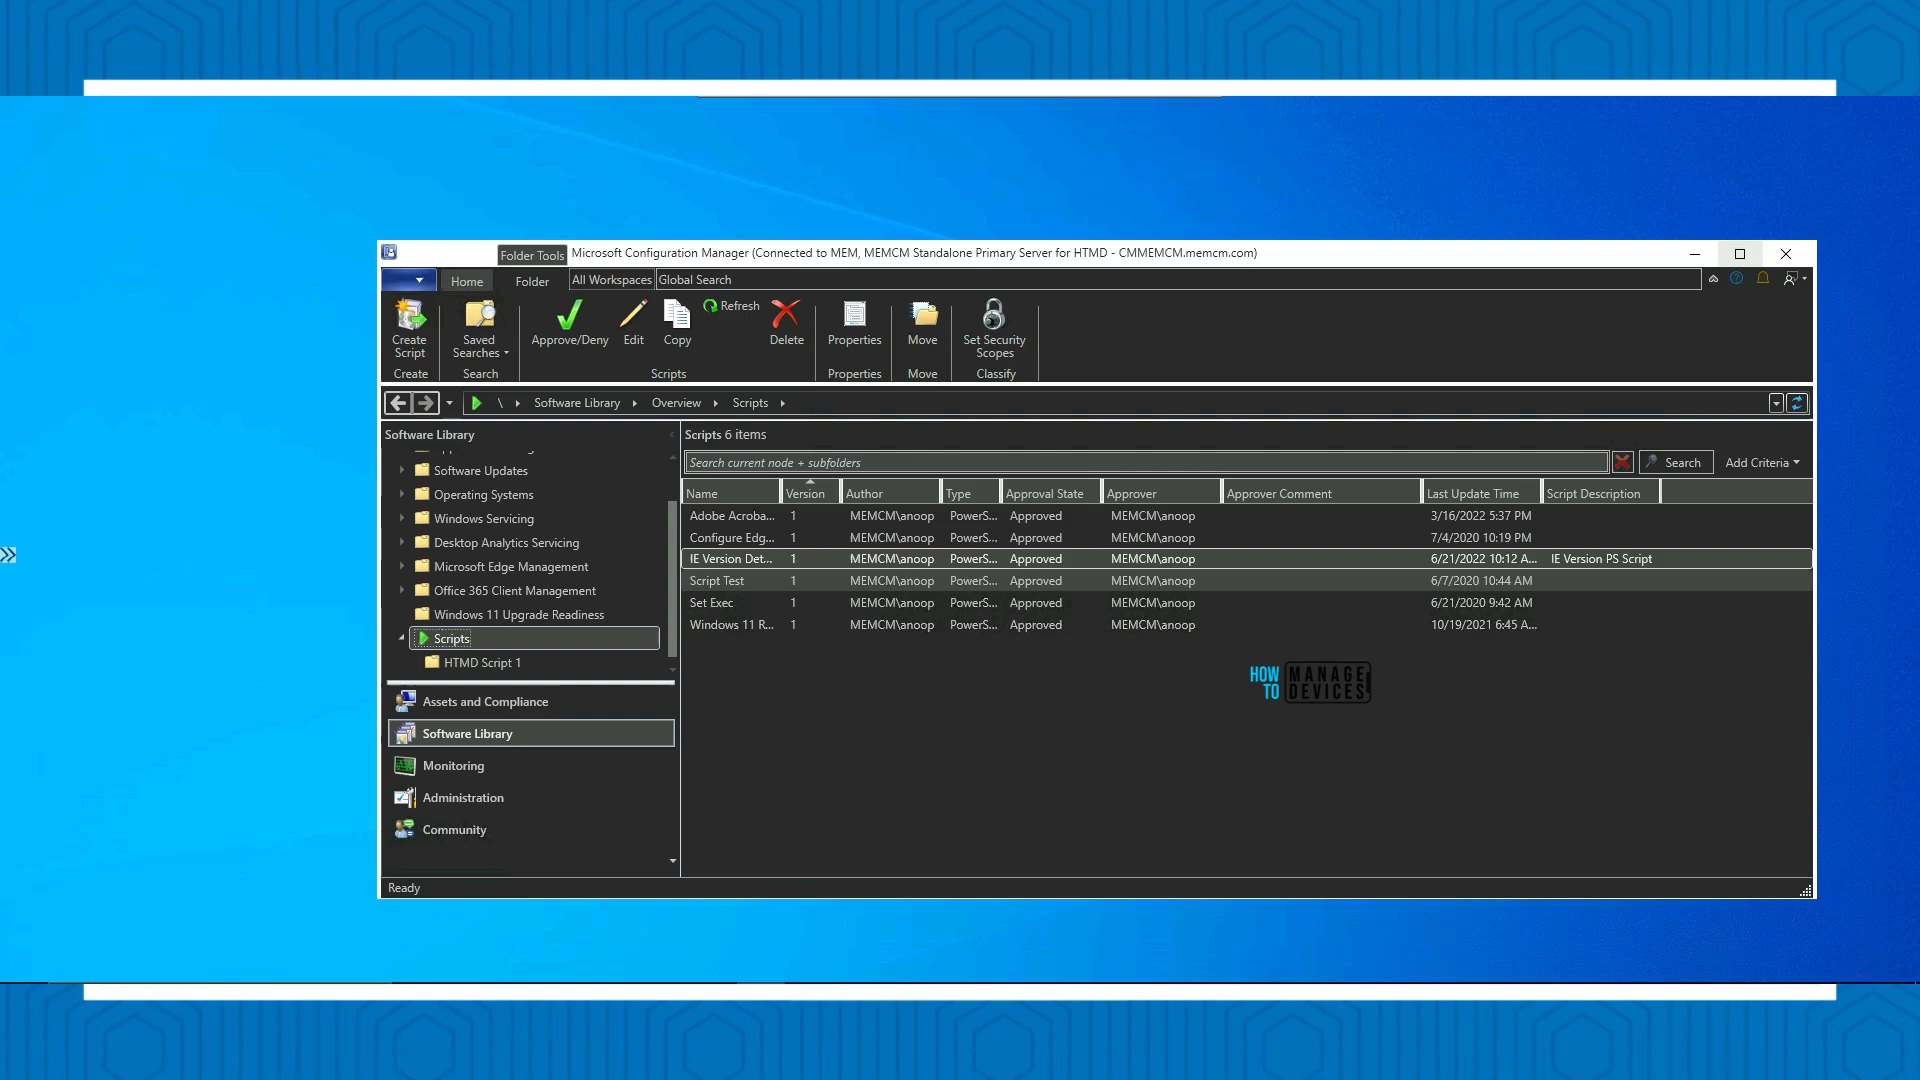 Folder Tools Microsoft Configuration Manager (Connected to MEM, MEMCM Standalone Primary Server for HTMD - CMMEMCM.memcm.com)
Home Folder All Workspaces Global Search
Create Script
Saved Searches
Approve/Deny
Edit
Copy
Refresh
Delete
Properties
Move
Set Security Scopes
Create Search Scripts Properties Move Classify
\ Software Library Overview Scripts
Software Library
Software Updates
Operating Systems
Windows Servicing
Desktop Analytics Servicing
Microsoft Edge Management
Office 365 Client Management
Windows 11 Upgrade Readiness
Scripts
HTMD Script 1
Assets and Compliance
Software Library
Monitoring
Administration
Community
Scripts 6 items
Search current node + subfolders Search Add Criteria
Name Version Author Type Approval State Approver Approver Comment Last Update Time Script Description
Adobe Acroba... 1 MEMCM\anoop PowerS... Approved MEMCM\anoop 3/16/2022 5:37 PM
Configure Edg... 1 MEMCM\anoop PowerS... Approved MEMCM\anoop 7/4/2020 10:19 PM
IE Version Det... 1 MEMCM\anoop PowerS... Approved MEMCM\anoop 6/21/2022 10:12 A... IE Version PS Script
Script Test 1 MEMCM\anoop PowerS... Approved MEMCM\anoop 6/7/2020 10:44 AM
Set Exec 1 MEMCM\anoop PowerS... Approved MEMCM\anoop 6/21/2020 9:42 AM
Windows 11 R... 1 MEMCM\anoop PowerS... Approved MEMCM\anoop 10/19/2021 6:45 A...
HOW TO MANAGE DEVICES
Ready